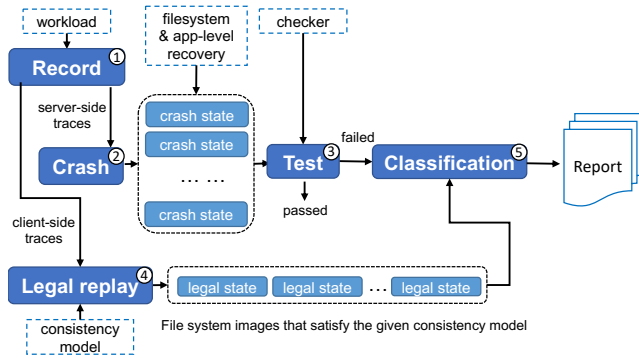 workload
filesystem
& app-level
recovery
checker
Record
1
server-side
traces
crash state
crash state
... ...
crash state
Crash
2
Test
3
failed
passed
Classification
5
Report
client-side
traces
Legal replay
4
legal state
legal state
...
legal state
consistency
model
File system images that satisfy the given consistency model